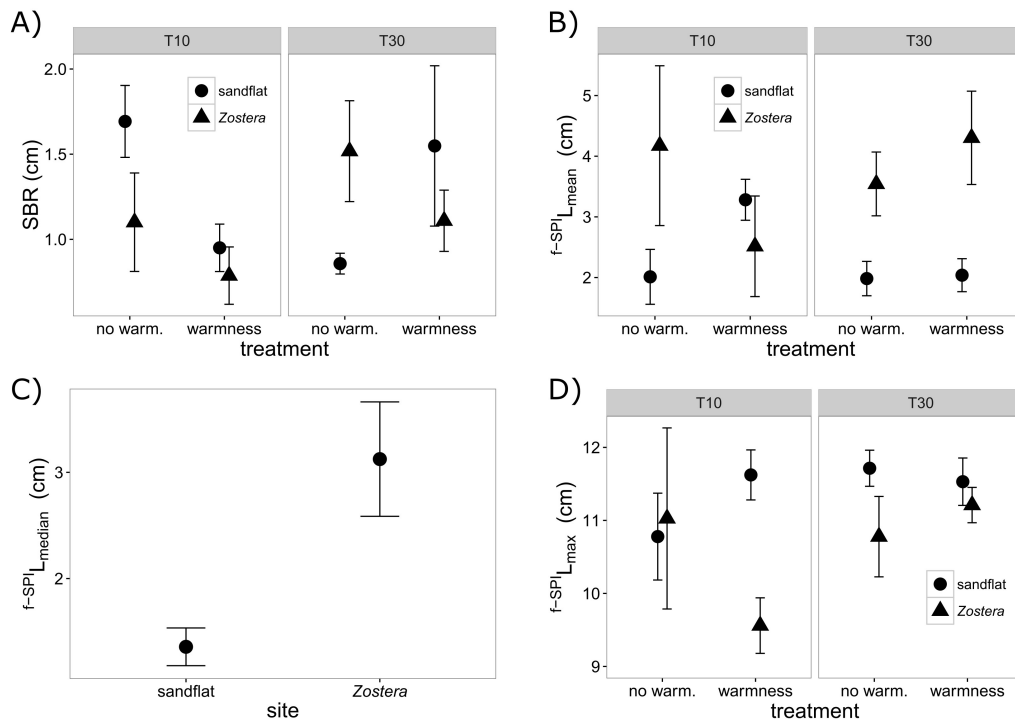 A)
T10 T30
SBR (cm)
2.0
1.5
1.0
sandflat
Zostera
no warm. warmness no warm. warmness
treatment
B)
T10 T30
f−SPI Lmean (cm)
5
4
3
2
sandflat
Zostera
no warm. warmness no warm. warmness
treatment
C)
f−SPI Lmedian (cm)
3
2
sandflat Zostera
site
D)
T10 T30
f−SPI Lmax (cm)
12
11
10
9
sandflat
Zostera
no warm. warmness no warm. warmness
treatment